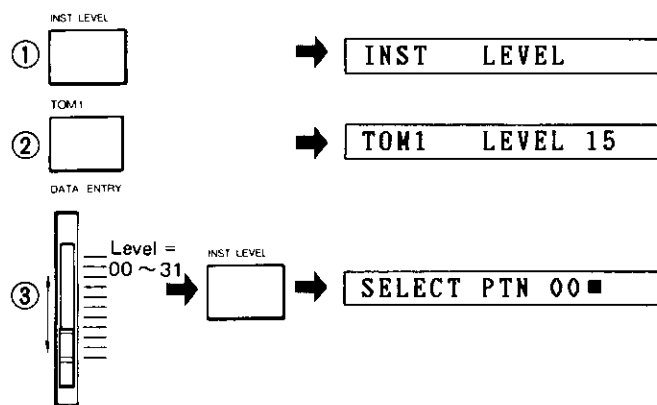 INST LEVEL
① INST LEVEL
TOM1
② TOM1 LEVEL 15
DATA ENTRY
③ Level = 00 ～ 31
INST LEVEL
SELECT PTN 00■